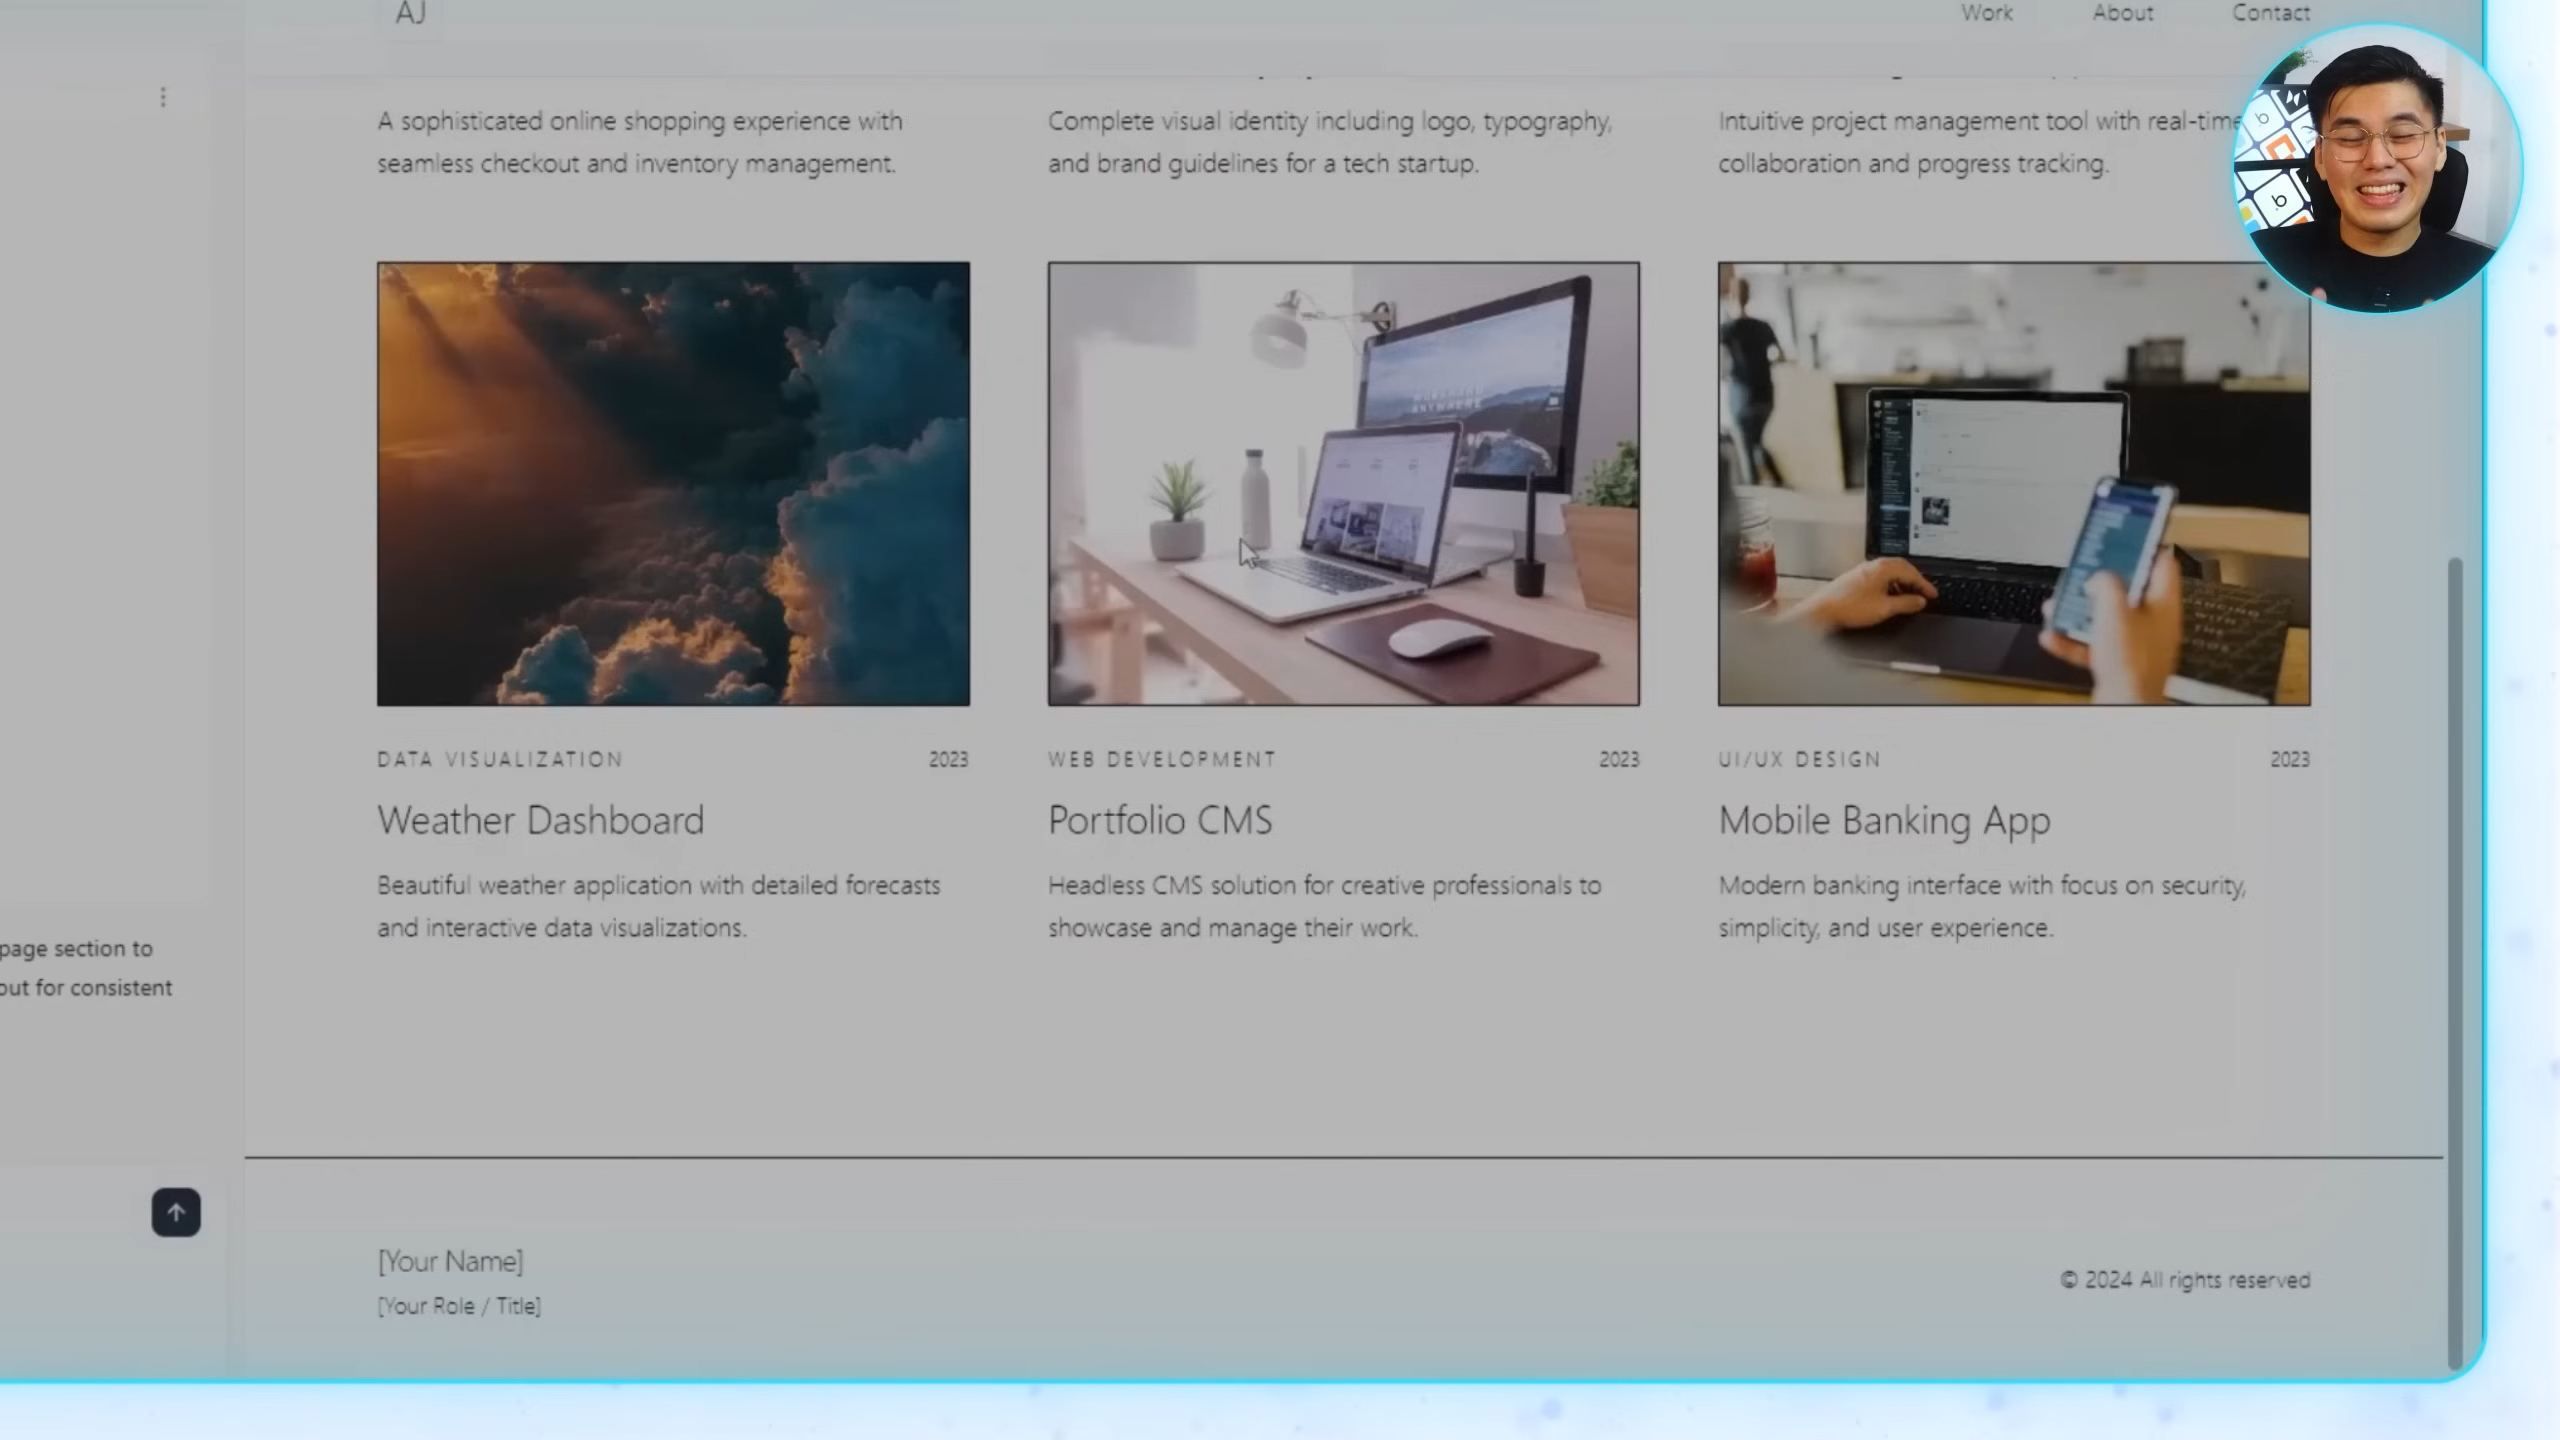 AJ
Work
About
Contact
A sophisticated online shopping experience with
seamless checkout and inventory management.
Complete visual identity including logo, typography,
and brand guidelines for a tech startup.
Intuitive project management tool with real-time
collaboration and progress tracking.
DATA VISUALIZATION
2023
Weather Dashboard
Beautiful weather application with detailed forecasts
and interactive data visualizations.
WEB DEVELOPMENT
2023
Portfolio CMS
Headless CMS solution for creative professionals to
showcase and manage their work.
UI/UX DESIGN
2023
Mobile Banking App
Modern banking interface with focus on security,
simplicity, and user experience.
page section to
out for consistent
[Your Name]
[Your Role / Title]
© 2024 All rights reserved